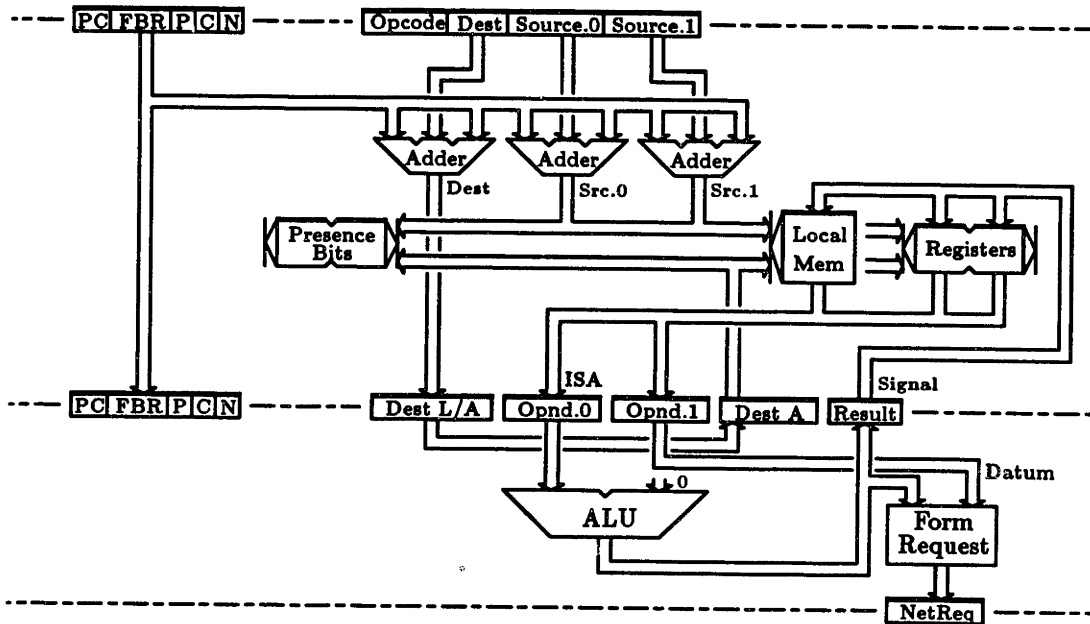 PC FBR P C N
Opcode Dest Source.0 Source.1
Adder
Adder
Adder
Dest
Src.0
Src.1
Presence
Bits
Local
Mem
Registers
ISA
Signal
PC FBR P C N
Dest L/A
Opnd.0
Opnd.1
Dest A
Result
0
Datum
ALU
Form
Request
NetReq